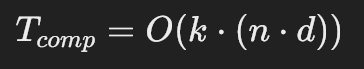 T_{comp} = O(k · (n · d))